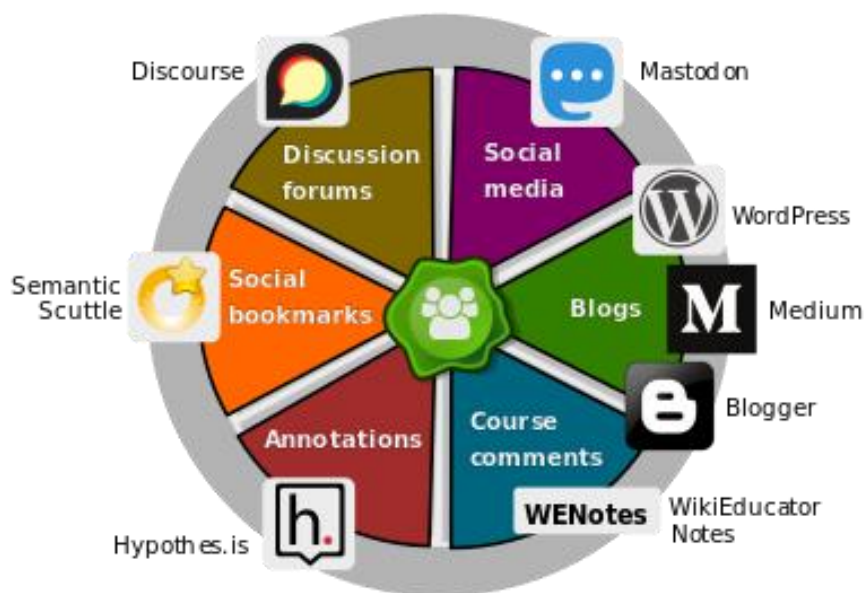 Discourse
Mastodon
Discussion
forums
Social
media
WordPress
Semantic
Scuttle
Social
bookmarks
Blogs
M
Medium
Blogger
Annotations
Course
comments
h.
Hypothes.is
WENotes
WikiEducator
Notes